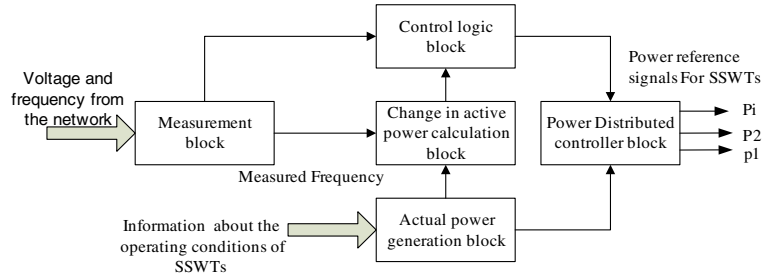 Control logic
block
Power reference
signals For SSWTs
Voltage and
frequency from
the network
Measurement
block
Change in active
power calculation
block
Power Distributed
controller block
Pi
P2
p1
Measured Frequency
Information about the
operating conditions of
SSWTs
Actual power
generation block